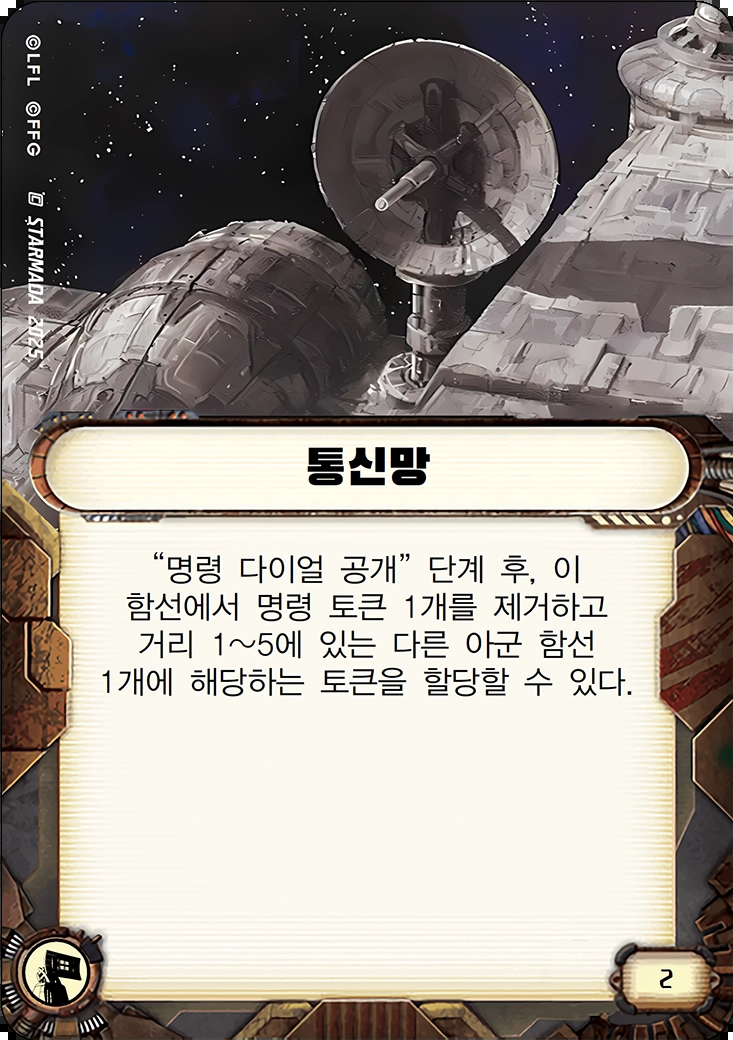 ©LFL ©FFG STARMADA 2025
통신망
“명령 다이얼 공개” 단계 후, 이
함선에서 명령 토큰 1개를 제거하고
거리 1~5에 있는 다른 아군 함선
1개에 해당하는 토큰을 할당할 수 있다.
2